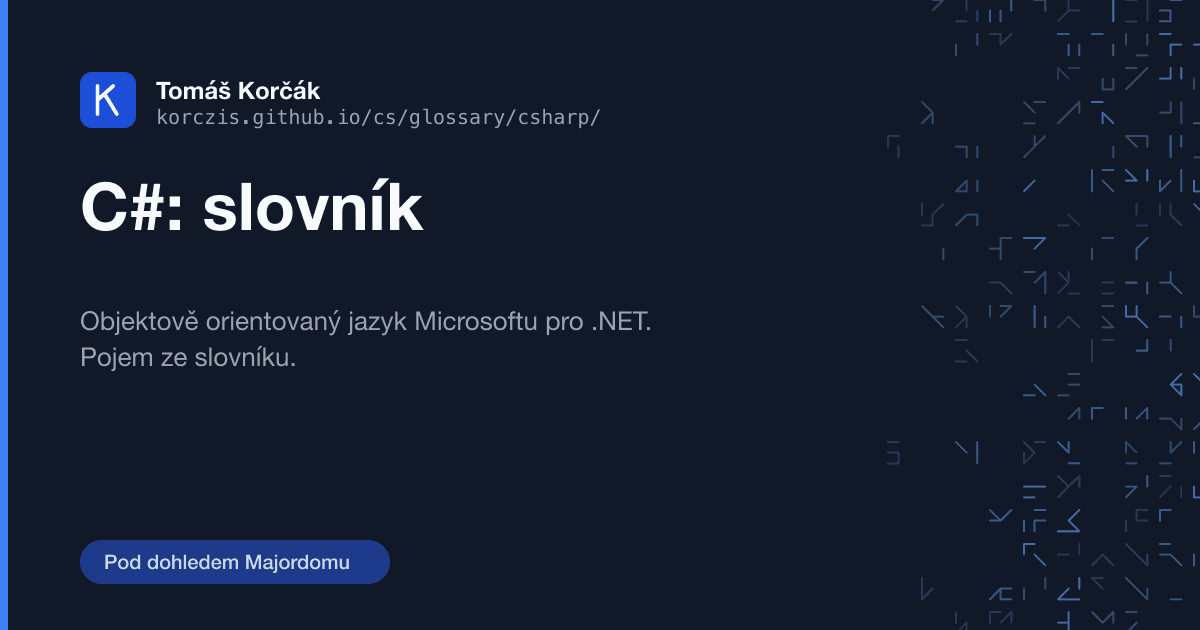 Tomáš Korčák
korczis.github.io/cs/glossary/csharp/
C#: slovník
Objektově orientovaný jazyk Microsoftu pro .NET.
Pojem ze slovníku.
Pod dohledem Majordomu